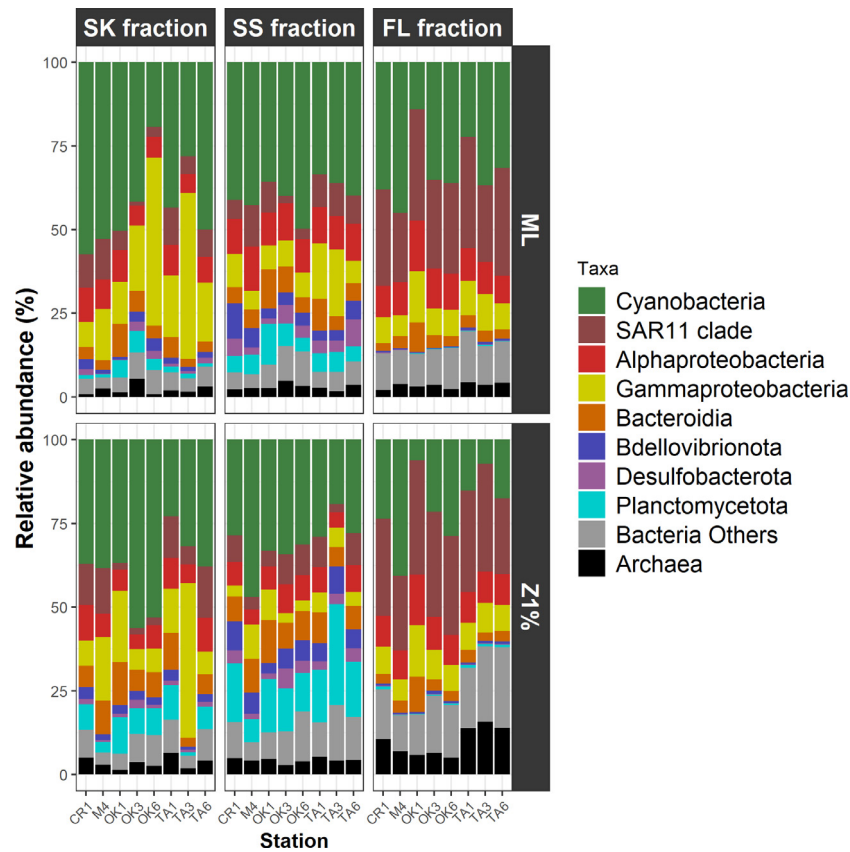 SK fraction SS fraction FL fraction
Relative abundance (%)
100
75
50
25
0
ML
100
75
50
25
0
Z1%
CR1 M4 OK1 OK3 OK6 TA1 TA3 TA6 CR1 M4 OK1 OK3 OK6 TA1 TA3 TA6 CR1 M4 OK1 OK3 OK6 TA1 TA3 TA6
Station
Taxa
Cyanobacteria
SAR11 clade
Alphaproteobacteria
Gammaproteobacteria
Bacteroidia
Bdellovibrionota
Desulfobacterota
Planctomycetota
Bacteria Others
Archaea